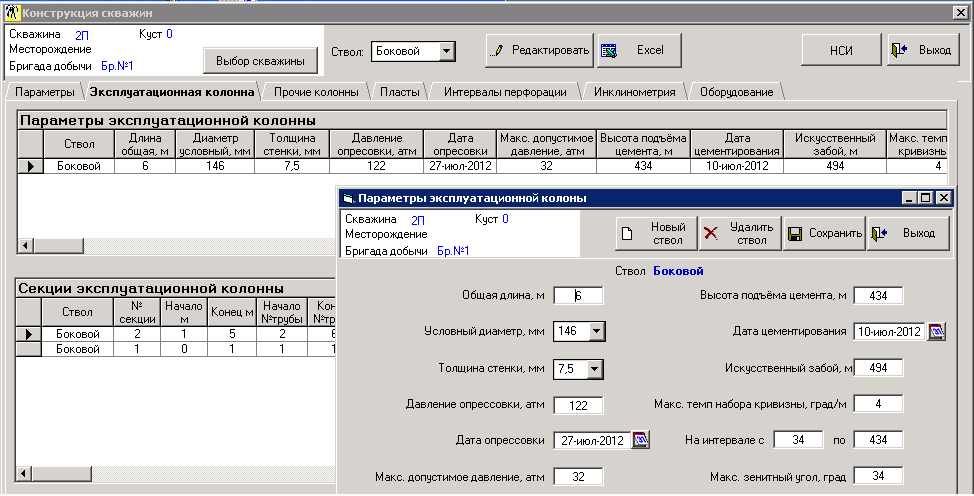 Конструкция скважин
Скважина 2П Куст 0
Месторождение
Бригада добычи Бр.№1
Выбор скважины
Ствол: Боковой
Редактировать
Excel
НСИ
Выход
Параметры Эксплуатационная колонна Прочие колонны Пласты Интервалы перфорации Инклинометрия Оборудование
Параметры эксплуатационной колонны
Ствол Длина общая, м Диаметр условный, мм Толщина стенки, мм Давление опресовки, атм Дата опресовки Макс. допустимое давление, атм Высота подъёма цемента, м Дата цементирования Искусственный забой, м Макс. темп кривизнь
Боковой 6 146 7,5 122 27-июл-2012 32 434 10-июл-2012 494 4
Секции эксплуатационной колонны
Ствол № секции Начало м Конец м Начало №трубы Кон №тр
Боковой 2 1 5 2 6
Боковой 1 0 1 1 1
Параметры эксплуатационной колоны
Скважина 2П Куст 0
Месторождение
Бригада добычи Бр.№1
Новый ствол
Удалить ствол
Сохранить
Выход
Ствол Боковой
Общая длина, м 6 Высота подъёма цемента, м 434
Условный диаметр, мм 146 Дата цементирования 10-июл-2012
Толщина стенки, мм 7,5 Искусственный забой, м 494
Давление опрессовки, атм 122 Макс. темп набора кривизны, град/м 4
Дата опрессовки 27-июл-2012 На интервале с 34 по 434
Макс. допустимое давление, атм 32 Макс. зенитный угол, град 34